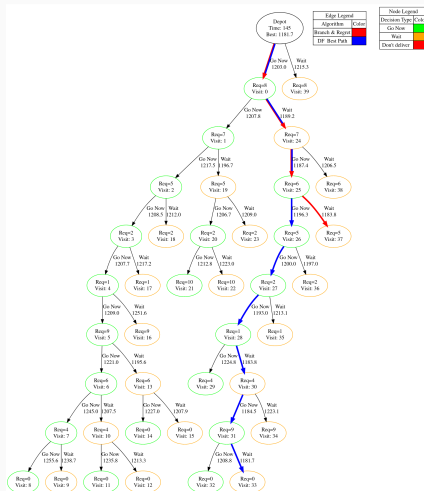 Depot
Time: 145
Best: 1181.7
Edge Legend
Algorithm Color
Branch & Regret
DF Best Path
Node Legend
Decision Type
Go Now
Wait
Don't deliver
Go Now
1203.0
Wait
1215.3
Req=8
Visit: 0
Wait
Visit: 39
Go Now
1207.8
Wait
1189.2
Req=7
Visit: 1
Req=7
Visit: 24
Go Now
1217.5
Wait
1196.7
Go Now
1187.4
Wait
1206.5
Req=5
Visit: 2
Req=5
Visit: 19
Req=6
Visit: 25
Req=6
Visit: 38
Go Now
1208.5
Wait
1212.0
Go Now
1206.7
Wait
1209.0
Go Now
1196.3
Wait
1183.8
Req=2
Visit: 3
Req=2
Visit: 18
Req=2
Visit: 20
Req=2
Visit: 23
Req=5
Visit: 26
Req=5
Visit: 37
Go Now
1207.7
Wait
1217.2
Go Now
1212.6
Wait
1223.0
Go Now
1200.0
Wait
1197.0
Req=1
Visit: 4
Req=1
Visit: 17
Req=10
Visit: 21
Req=10
Visit: 22
Req=2
Visit: 27
Req=2
Visit: 36
Go Now
1209.0
Wait
1251.6
Go Now
1193.0
Wait
1213.1
Req=9
Visit: 5
Req=9
Visit: 16
Req=1
Visit: 28
Req=1
Visit: 35
Go Now
1221.0
Wait
1195.6
Go Now
1224.8
Wait
1183.8
Req=6
Visit: 6
Req=6
Visit: 13
Req=4
Visit: 29
Req=4
Visit: 30
Go Now
1245.0
Wait
1207.5
Go Now
1227.0
Wait
1207.9
Go Now
1184.5
Wait
1223.1
Req=4
Visit: 7
Req=4
Visit: 10
Req=0
Visit: 14
Req=0
Visit: 15
Req=9
Visit: 31
Req=9
Visit: 34
Go Now
1255.6
Wait
1238.7
Go Now
1235.8
Wait
1213.3
Go Now
1208.8
Wait
1181.7
Req=0
Visit: 8
Req=0
Visit: 9
Req=0
Visit: 11
Req=0
Visit: 12
Req=0
Visit: 32
Req=0
Visit: 33